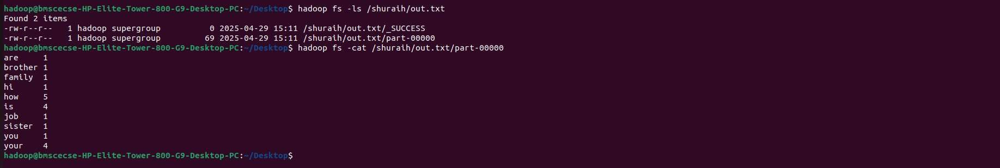 hadoop@bmscecse-HP-Elite-Tower-800-G9-Desktop-PC:~/Desktop$ hadoop fs -ls /shuraih/out.txt
Found 2 items
-rw-r--r--   1 hadoop supergroup          0 2025-04-29 15:11 /shuraih/out.txt/_SUCCESS
-rw-r--r--   1 hadoop supergroup         69 2025-04-29 15:11 /shuraih/out.txt/part-00000
hadoop@bmscecse-HP-Elite-Tower-800-G9-Desktop-PC:~/Desktop$ hadoop fs -cat /shuraih/out.txt/part-00000
are     1
brother 1
family  1
hi      1
how     5
is      4
job     1
sister  1
you     1
your    4
hadoop@bmscecse-HP-Elite-Tower-800-G9-Desktop-PC:~/Desktop$